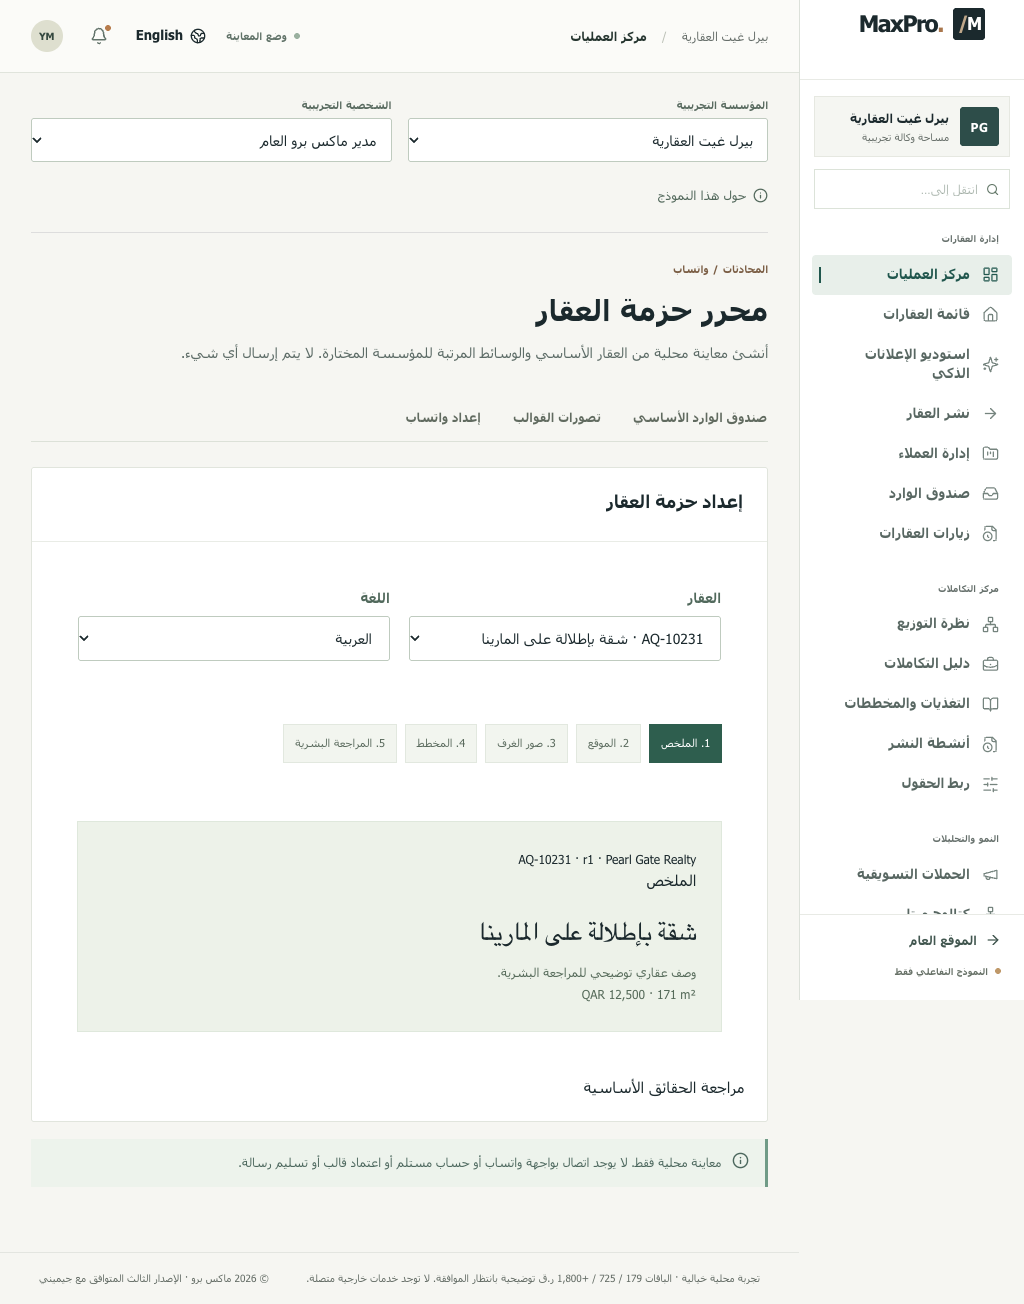 MaxPro.
/M
PG
بيرل غيت العقارية
مساحة وكالة تجريبية
انتقل إلى...
إدارة العقارات
مركز العمليات
قائمة العقارات
استوديو الإعلانات
الذكي
نشر العقار
إدارة العملاء
صندوق الوارد
زيارات العقارات
مركز التكاملات
نظرة التوزيع
دليل التكاملات
التغذيات والمخططات
أنشطة النشر
ربط الحقول
النمو والتحليلات
الحملات التسويقية
الموقع العام
النموذج التفاعلي فقط
بيرل غيت العقارية / مركز العمليات
وضع المعاينة
English
YM
المؤسسة التجريبية
الشخصية التجريبية
بيرل غيت العقارية
مدير ماكس برو العام
حول هذا النموذج
المحادثات / واتساب
محرر حزمة العقار
أنشئ معاينة محلية من العقار الأساسي والوسائط المرتبة للمؤسسة المختارة. لا يتم إرسال أي شيء.
صندوق الوارد الأساسي
تصورات القوالب
إعداد واتساب
إعداد حزمة العقار
العقار
اللغة
AQ-10231 · شقة بإطلالة على المارينا
العربية
1. الملخص
2. الموقع
3. صور الغرف
4. المخطط
5. المراجعة البشرية
AQ-10231 · r1 · Pearl Gate Realty
الملخص
شقة بإطلالة على المارينا
وصف عقاري توضيحي للمراجعة البشرية.
QAR 12,500 · 171 m²
مراجعة الحقائق الأساسية
معاينة محلية فقط. لا يوجد اتصال بواجهة واتساب أو حساب مستلم أو اعتماد قالب أو تسليم رسالة.
تجربة محلية خيالية · الباقات 179 / 725 / +1,800 ر.ق توضيحية بانتظار الموافقة. لا توجد خدمات خارجية متصلة.
© 2026 ماكس برو · الإصدار الثالث المتوافق مع جيميني